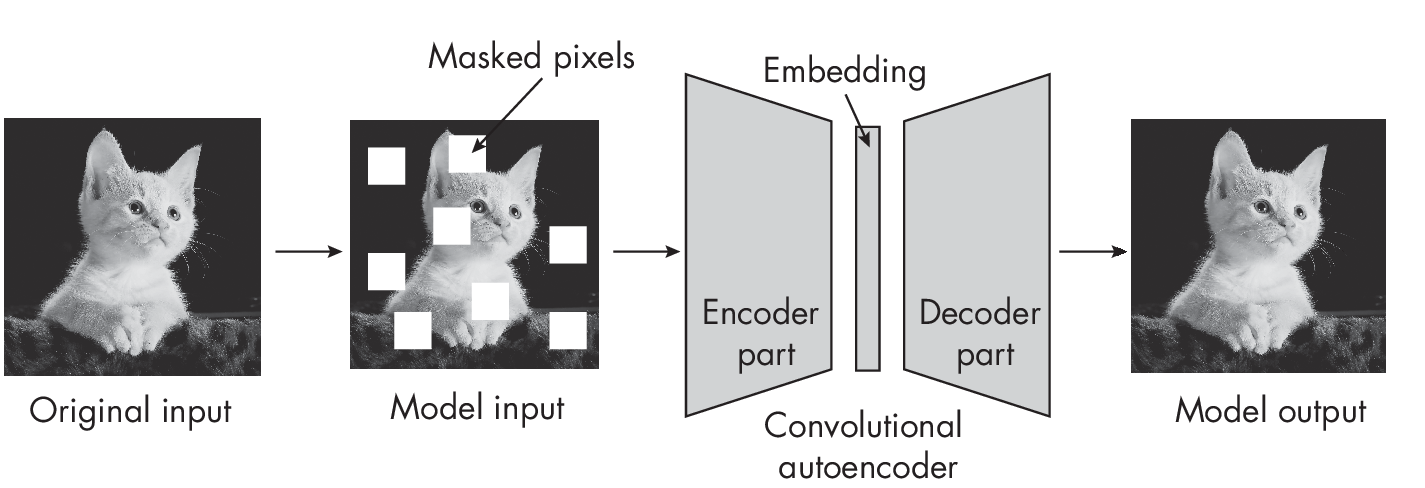 Masked pixels
Embedding
Encoder
part
Decoder
part
Original input
Model input
Convolutional
autoencoder
Model output